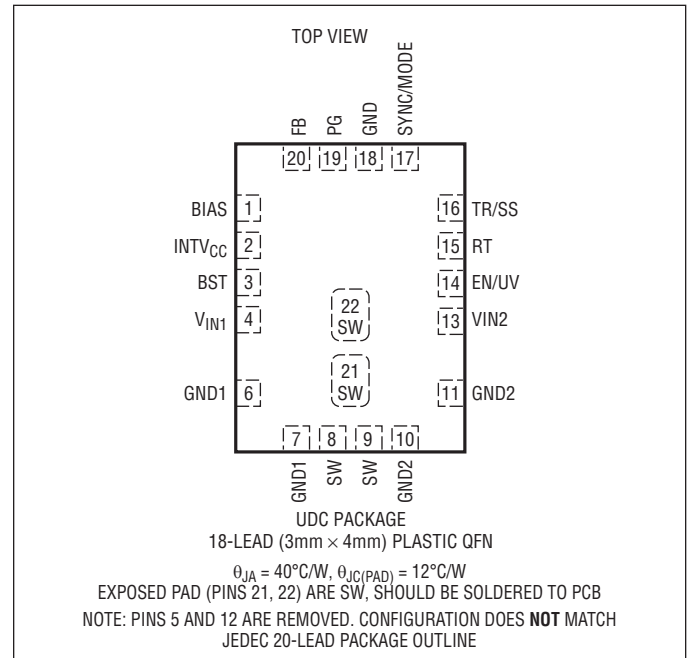 TOP VIEW
FB
PG
GND
SYNC/MODE
20 19 18 17
BIAS 1
16 TR/SS
INTVCC 2
15 RT
BST 3
14 EN/UV
VIN1 4
13 VIN2
22
SW
21
SW
GND1 6
11 GND2
7 8 9 10
GND1
SW
SW
GND2
UDC PACKAGE
18-LEAD (3mm × 4mm) PLASTIC QFN
θJA = 40°C/W, θJC(PAD) = 12°C/W
EXPOSED PAD (PINS 21, 22) ARE SW, SHOULD BE SOLDERED TO PCB
NOTE: PINS 5 AND 12 ARE REMOVED. CONFIGURATION DOES NOT MATCH
JEDEC 20-LEAD PACKAGE OUTLINE